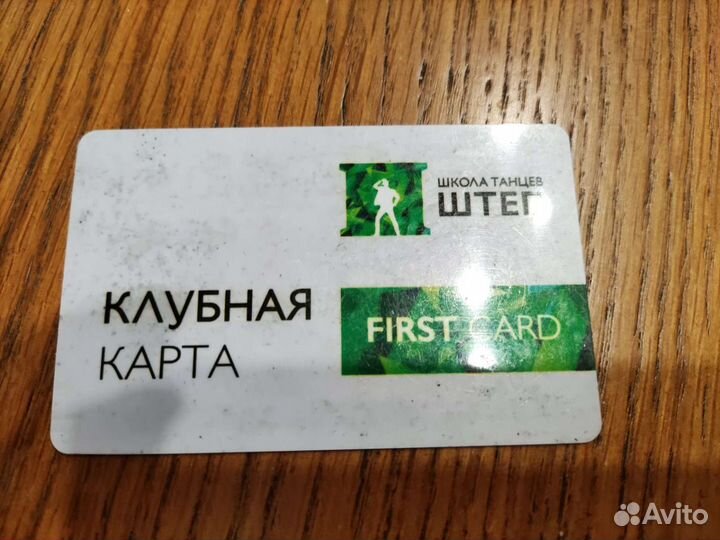 ШКОЛА ТАНЦЕВ
ШТЕП
КЛУБНАЯ
КАРТА
FIRST CARD
Avito